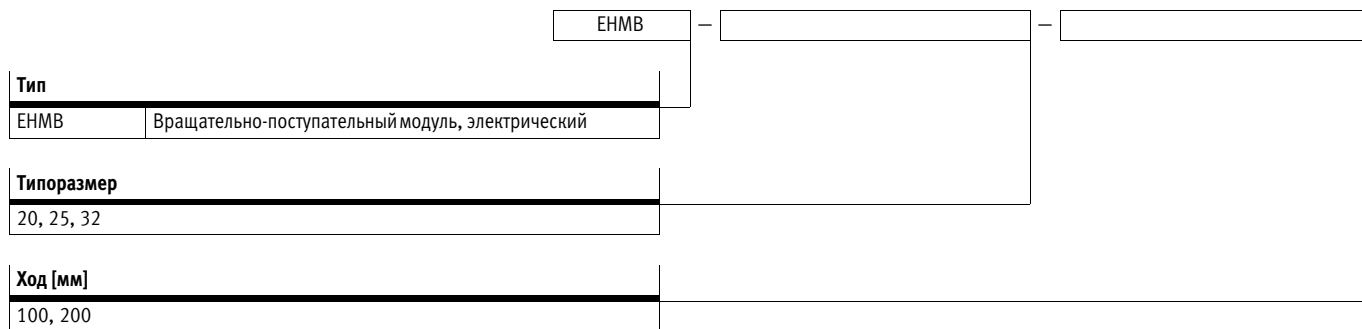 EHMB – –
Тип
EHMB Вращательно-поступательный модуль, электрический
Типоразмер
20, 25, 32
Ход [мм]
100, 200